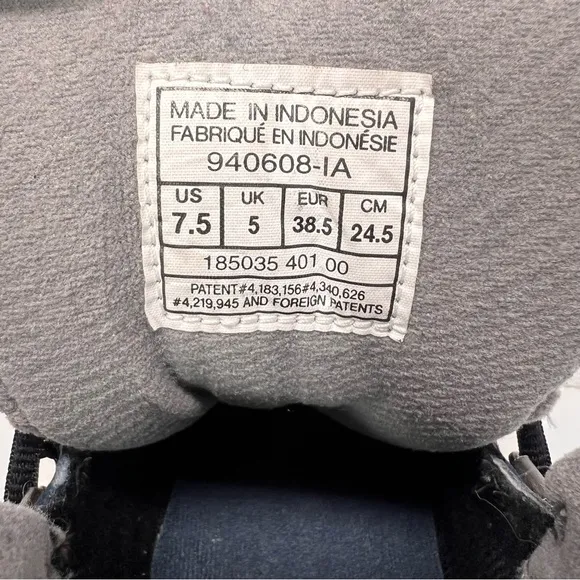 MADE IN INDONESIA
FABRIQUÉ EN INDONÉSIE
940608-IA
US UK EUR CM
7.5 5 38.5 24.5
185035 401 00
PATENT#4,183,156#4,340,626
#4,219,945 AND FOREIGN PATENTS